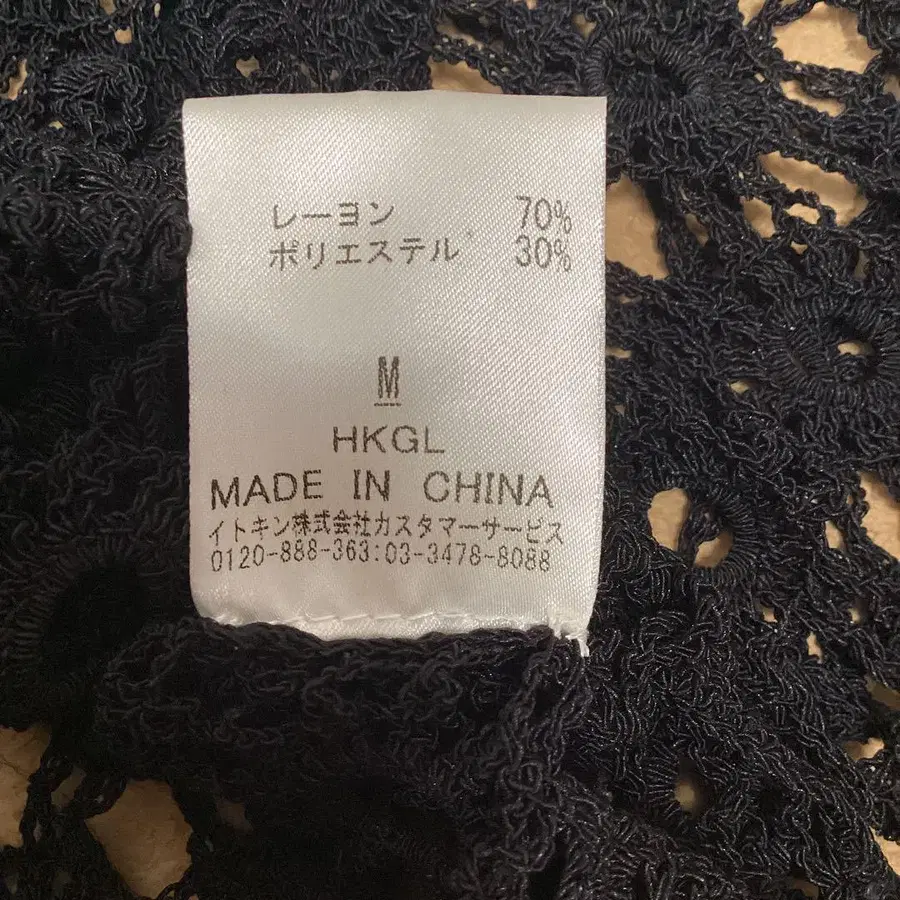 レーヨン 70%
ポリエステル 30%
M
HKGL
MADE IN CHINA
イトキン株式会社カスタマーサービス
0120-888-363:03-3478-8088